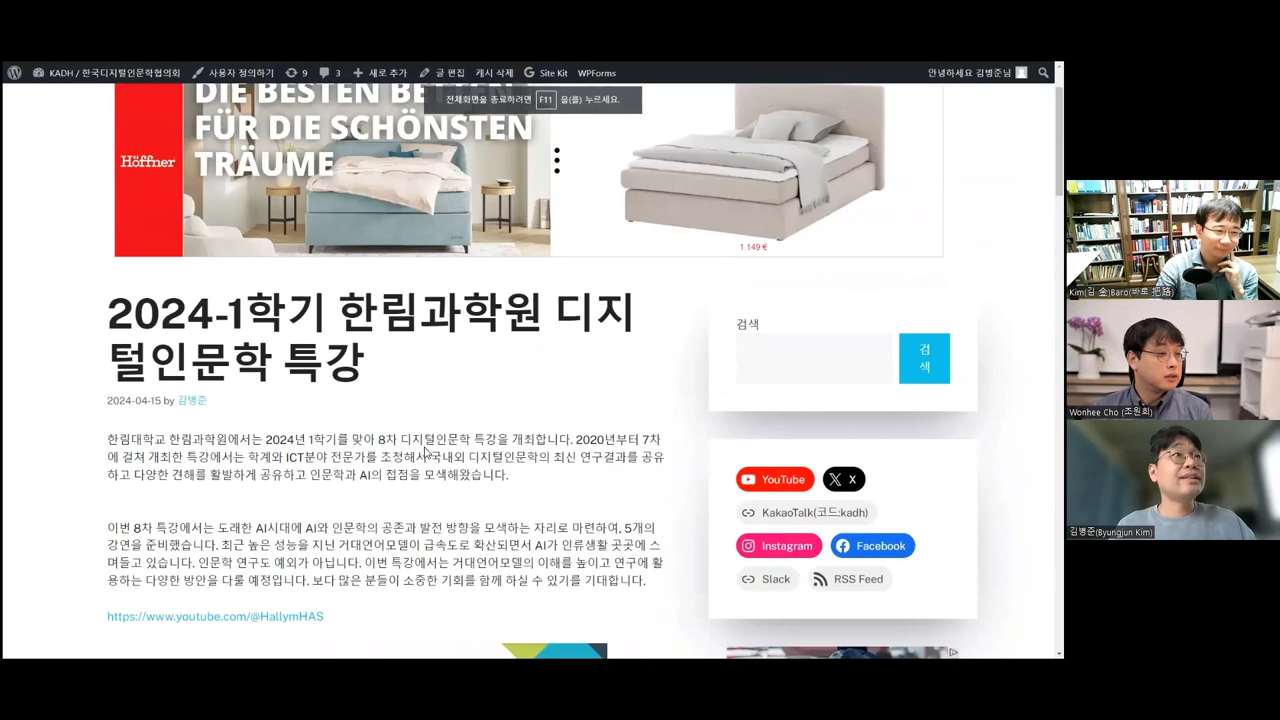 KADH / 한국디지털인문학협의회 사용자 정의하기 9 3 새로 추가 글 편집 캐시 삭제 Site Kit WPForms 안녕하세요 김병준님
전체화면을 종료하려면 F11 을(를) 누르세요.
DIE BESTEN BETTEN
FÜR DIE SCHÖNSTEN
TRÄUME
Höffner
1.149 €
2024-1학기 한림과학원 디지
털인문학 특강
2024-04-15 by 김병준
한림대학교 한림과학원에서는 2024년 1학기를 맞아 8차 디지털인문학 특강을 개최합니다. 2020년부터 7차
에 걸쳐 개최한 특강에서는 학계와 ICT분야 전문가를 초청해서 국내외 디지털인문학의 최신 연구결과를 공유
하고 다양한 견해를 활발하게 공유하고 인문학과 AI의 접점을 모색해왔습니다.
이번 8차 특강에서는 도래한 AI시대에 AI와 인문학의 공존과 발전 방향을 모색하는 자리로 마련하여, 5개의
강연을 준비했습니다. 최근 높은 성능을 지닌 거대언어모델이 급속도로 확산되면서 AI가 인류생활 곳곳에 스
며들고 있습니다. 인문학 연구도 예외가 아닙니다. 이번 특강에서는 거대언어모델의 이해를 높이고 연구에 활
용하는 다양한 방안을 다룰 예정입니다. 보다 많은 분들이 소중한 기회를 함께 하실 수 있기를 기대합니다.
https://www.youtube.com/@HallymHAS
검색
검
색
YouTube X
KakaoTalk(코드:kadh)
Instagram Facebook
Slack RSS Feed
Kim(김 金)Baro(바로 把路)
Wonhee Cho (조원희)
김병준(Byungjun Kim)